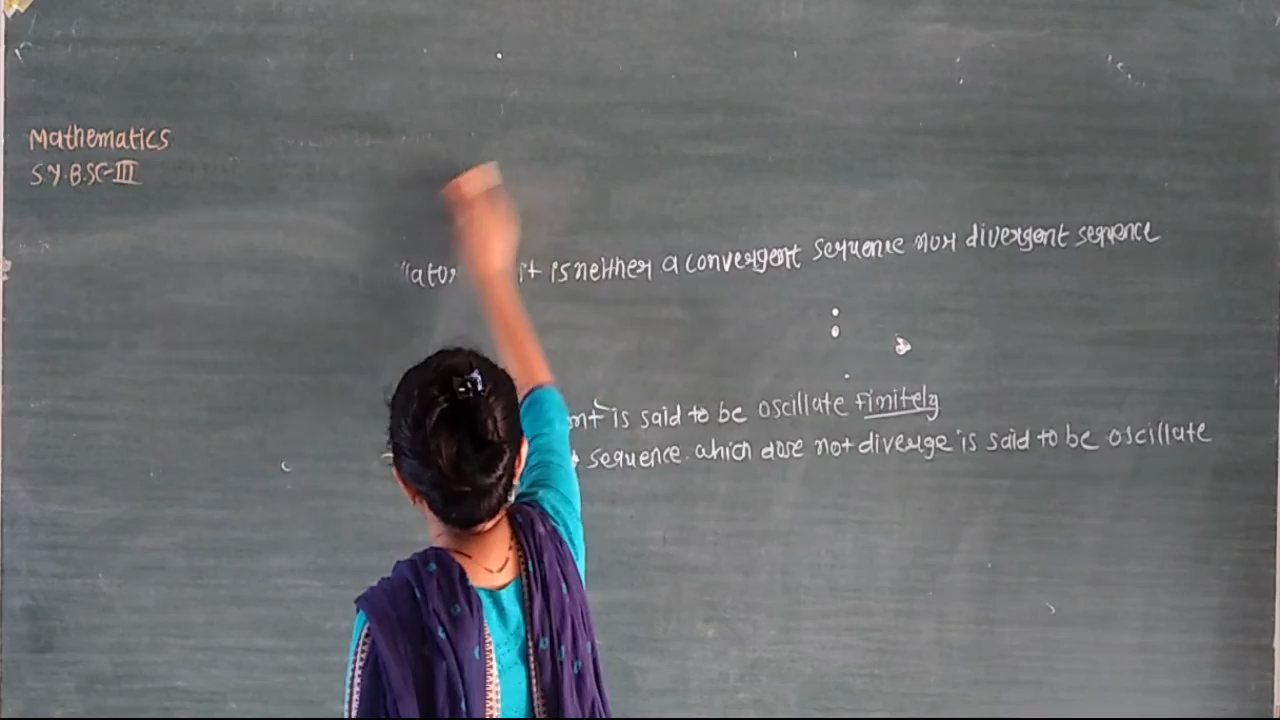 Mathematics
S.Y.B.SC-III
it is neither a convergent sequence nor divergent sequence
is said to be oscillate Finitely
sequence. which dose not diverge is said to be oscillate